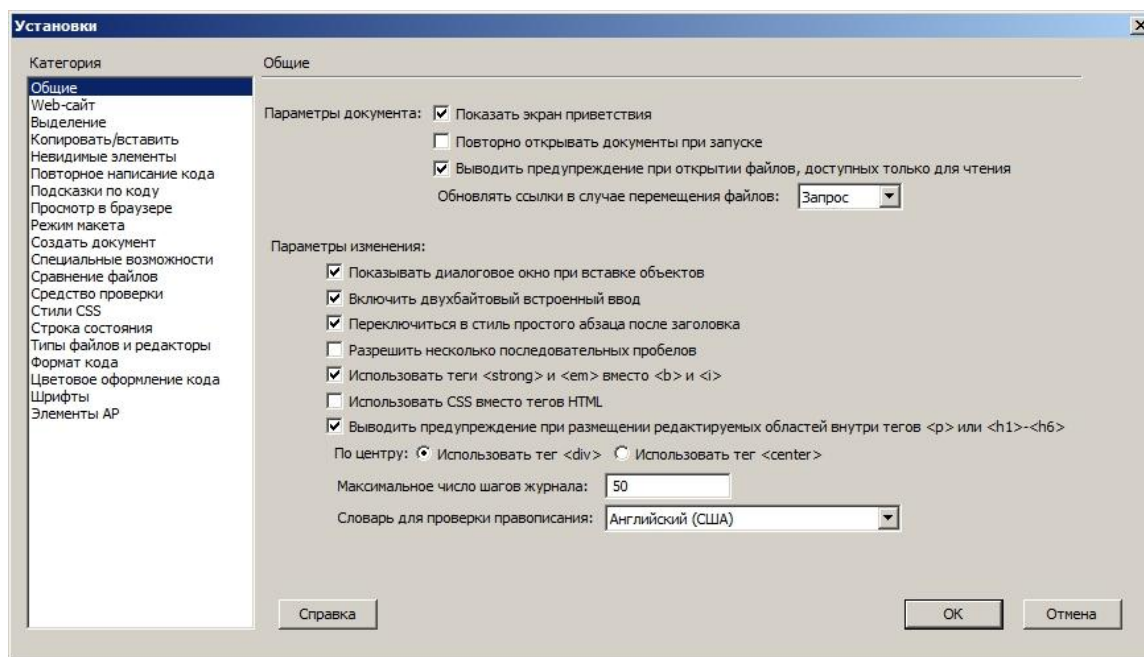 Установки
Категория
Общие
Web-сайт
Выделение
Копировать/вставить
Невидимые элементы
Повторное написание кода
Подсказки по коду
Просмотр в браузере
Режим макета
Создать документ
Специальные возможности
Сравнение файлов
Средство проверки
Стили CSS
Строка состояния
Типы файлов и редакторы
Формат кода
Цветовое оформление кода
Шрифты
Элементы AP
Общие
Параметры документа: Показать экран приветствия
Повторно открывать документы при запуске
Выводить предупреждение при открытии файлов, доступных только для чтения
Обновлять ссылки в случае перемещения файлов: Запрос
Параметры изменения:
Показывать диалоговое окно при вставке объектов
Включить двухбайтовый встроенный ввод
Переключиться в стиль простого абзаца после заголовка
Разрешить несколько последовательных пробелов
Использовать теги <strong> и <em> вместо <b> и <i>
Использовать CSS вместо тегов HTML
Выводить предупреждение при размещении редактируемых областей внутри тегов <p> или <h1>-<h6>
По центру: Использовать тег <div> Использовать тег <center>
Максимальное число шагов журнала: 50
Словарь для проверки правописания: Английский (США)
Справка OK Отмена